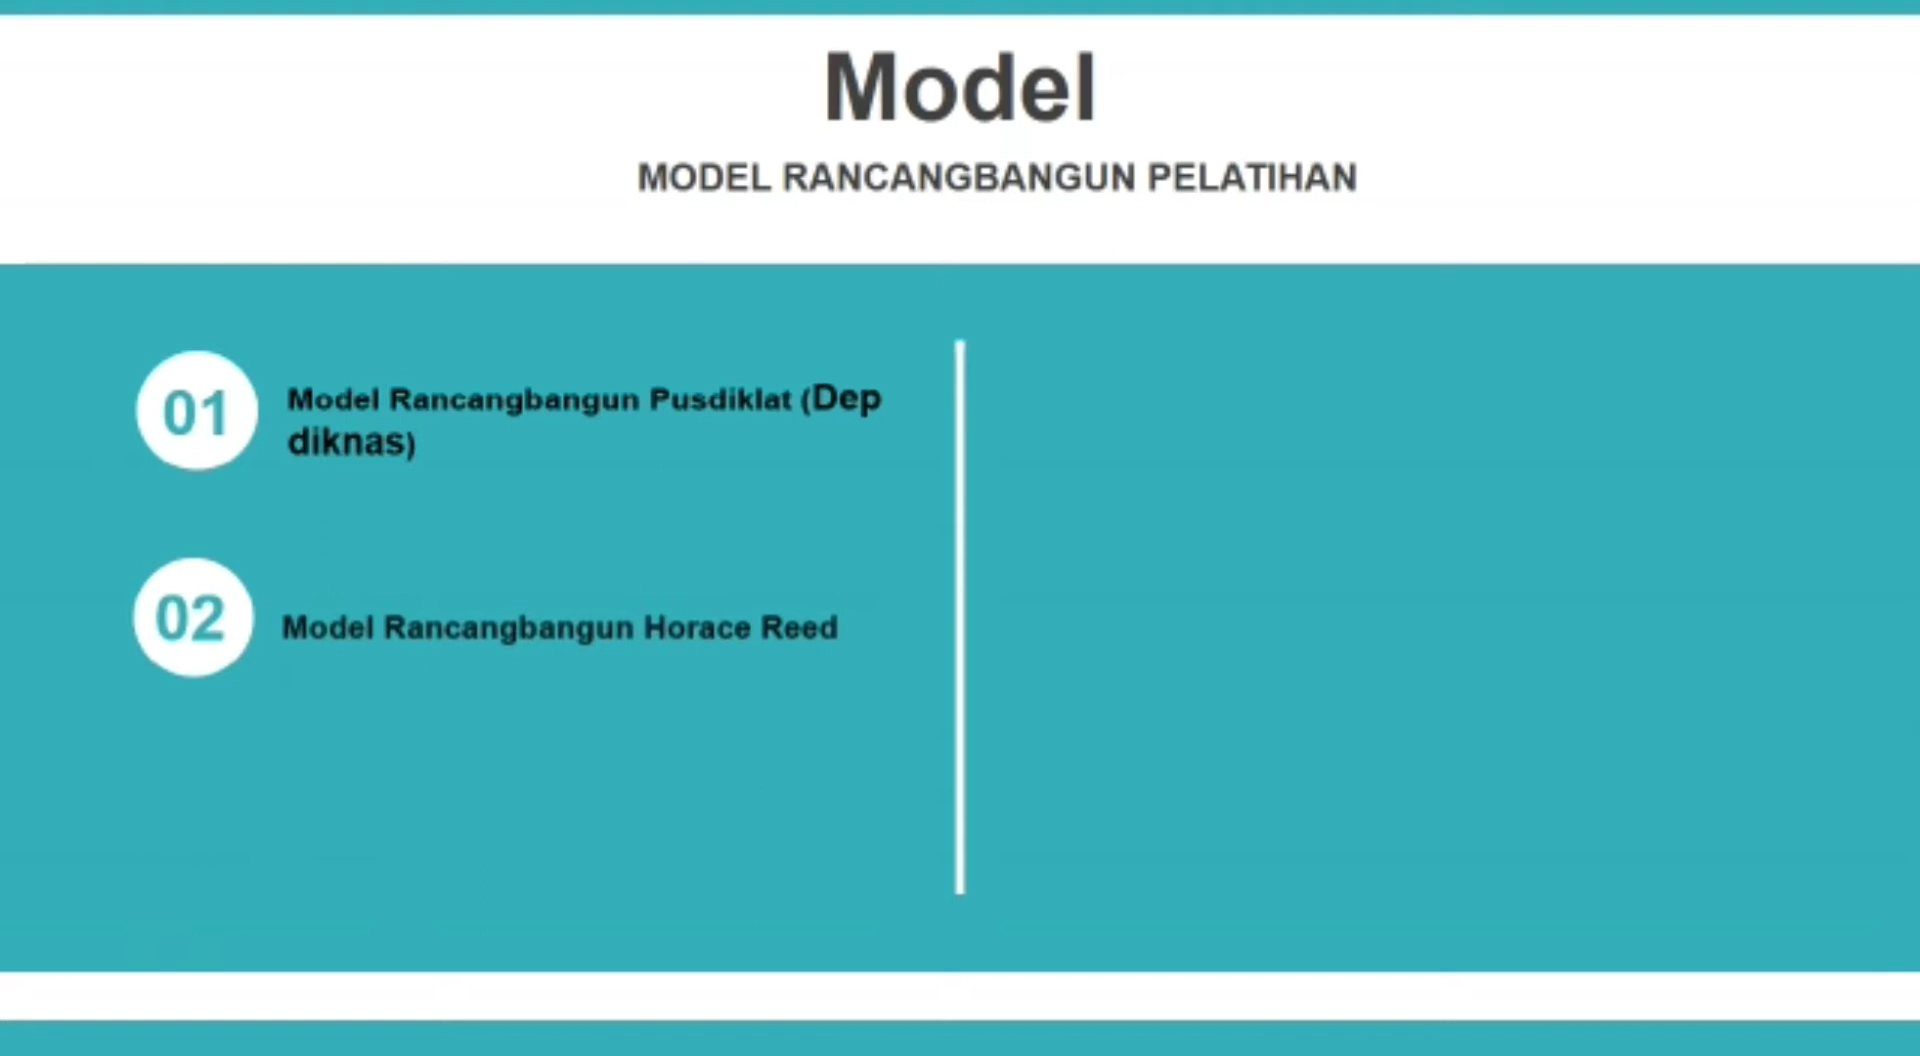 Model
MODEL RANCANGBANGUN PELATIHAN
01
Model Rancangbangun Pusdiklat (Dep
diknas)
02
Model Rancangbangun Horace Reed